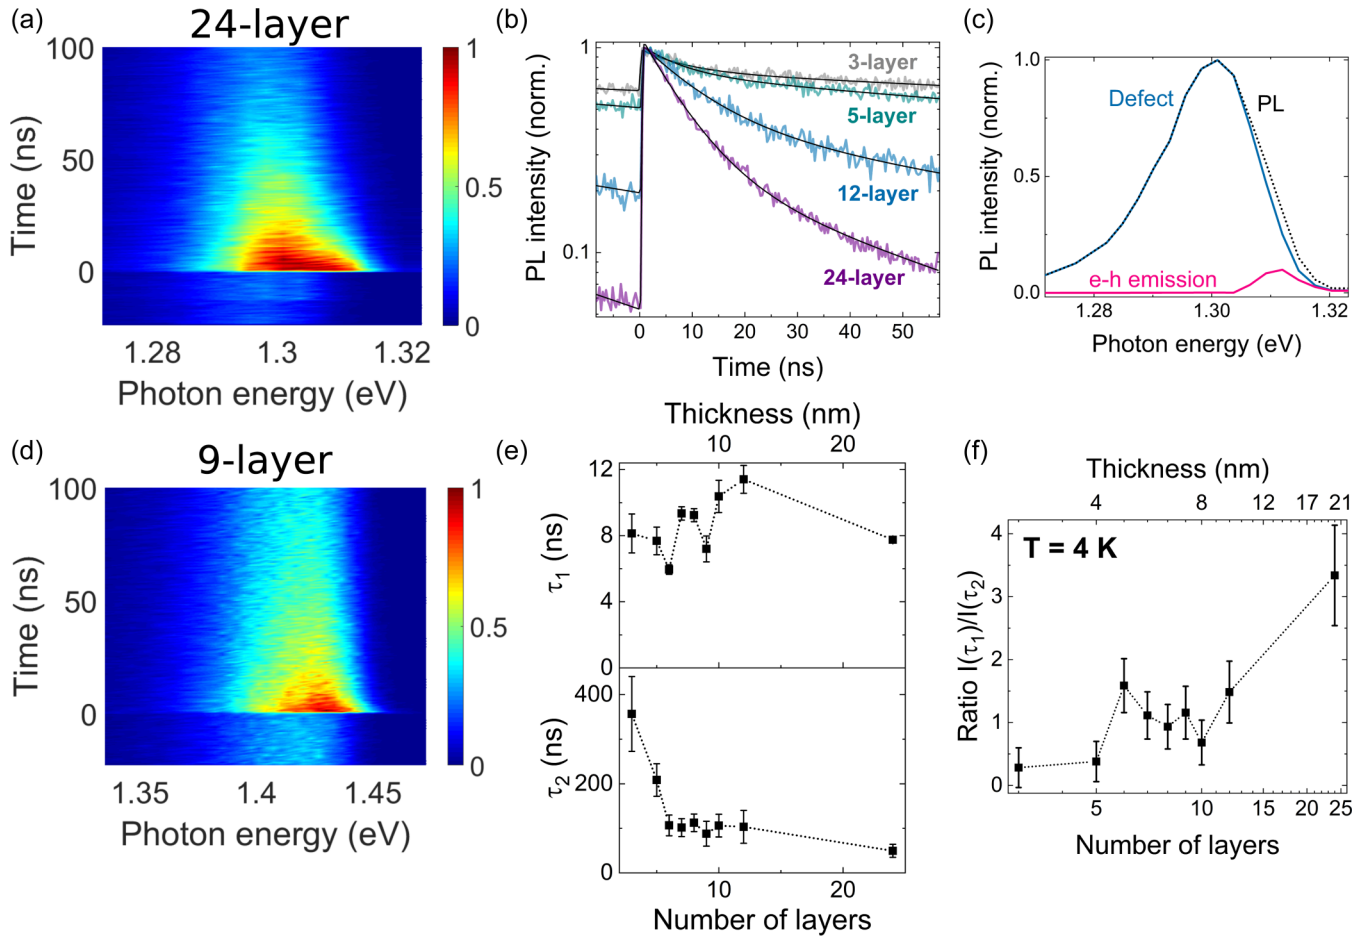 (a)
24-layer
100
50
0
Time (ns)
1.28
1.3
1.32
Photon energy (eV)
1
0.5
0
(b)
1
0.1
PL intensity (norm.)
3-layer
5-layer
12-layer
24-layer
0
10
20
30
40
50
Time (ns)
(c)
1.0
0.5
0.0
PL intensity (norm.)
Defect
PL
e-h emission
1.28
1.30
1.32
Photon energy (eV)
(d)
9-layer
100
50
0
Time (ns)
1.35
1.4
1.45
Photon energy (eV)
1
0.5
0
(e)
Thickness (nm)
10
20
12
9
6
3
0
τ1 (ns)
400
200
0
τ2 (ns)
10
20
Number of layers
(f)
Thickness (nm)
4
8
12
17
21
T = 4 K
4
3
2
1
0
Ratio I(τ1)/I(τ2)
5
10
15
20
25
Number of layers